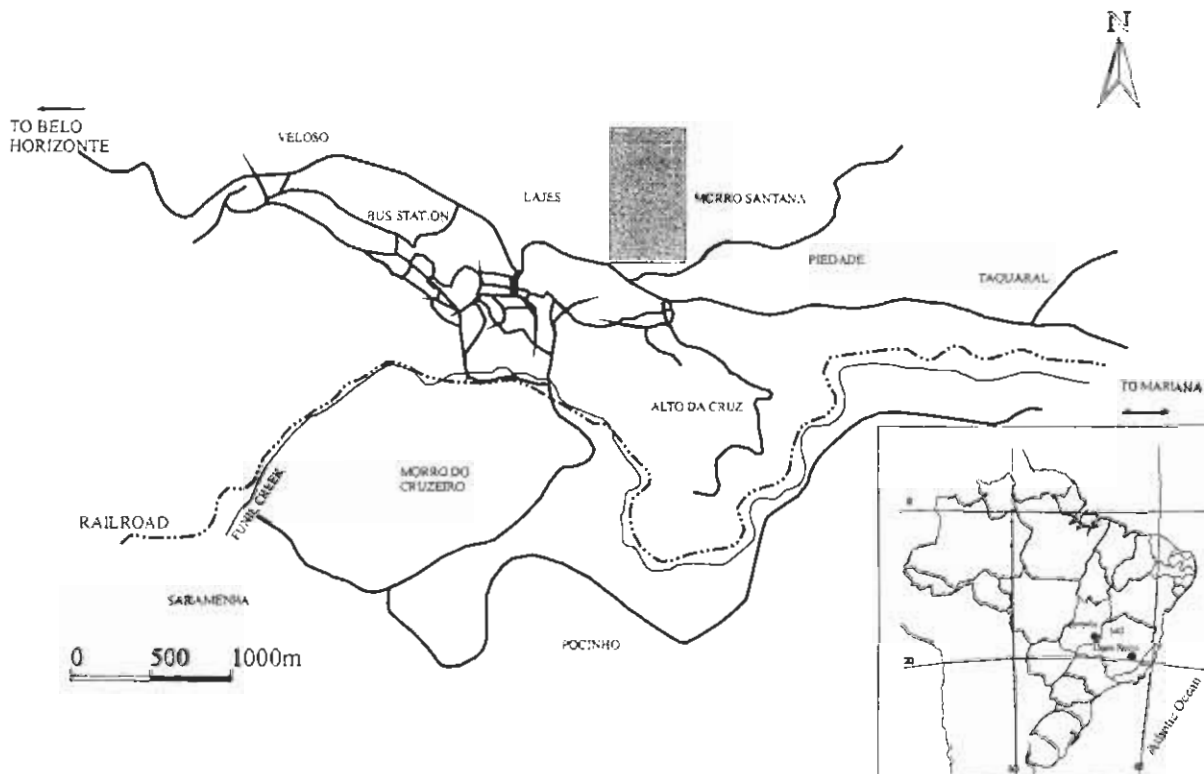 N
TO BELO
HORIZONTE
VELOSO
LAJES
MORRO SANTANA
BUS STATION
PIEDADE
TAQUARAL
TO MARIANA
ALTO DA CRUZ
MORRO DO
CRUZEIRO
FUNIL CREEK
RAILROAD
SARAMENHA
POCINHO
0 500 1000m
Atlantic Ocean